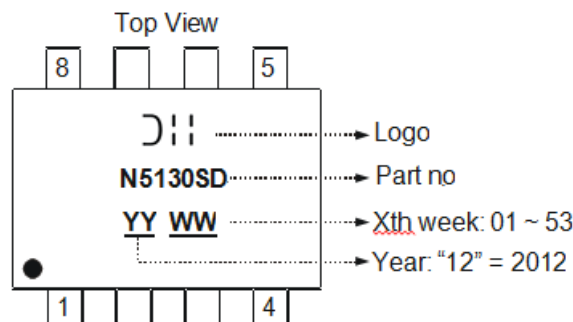 Top View
8 5
Logo
N5130SD Part no
YY WW Xth week: 01 ~ 53
Year: “12” = 2012
1 4